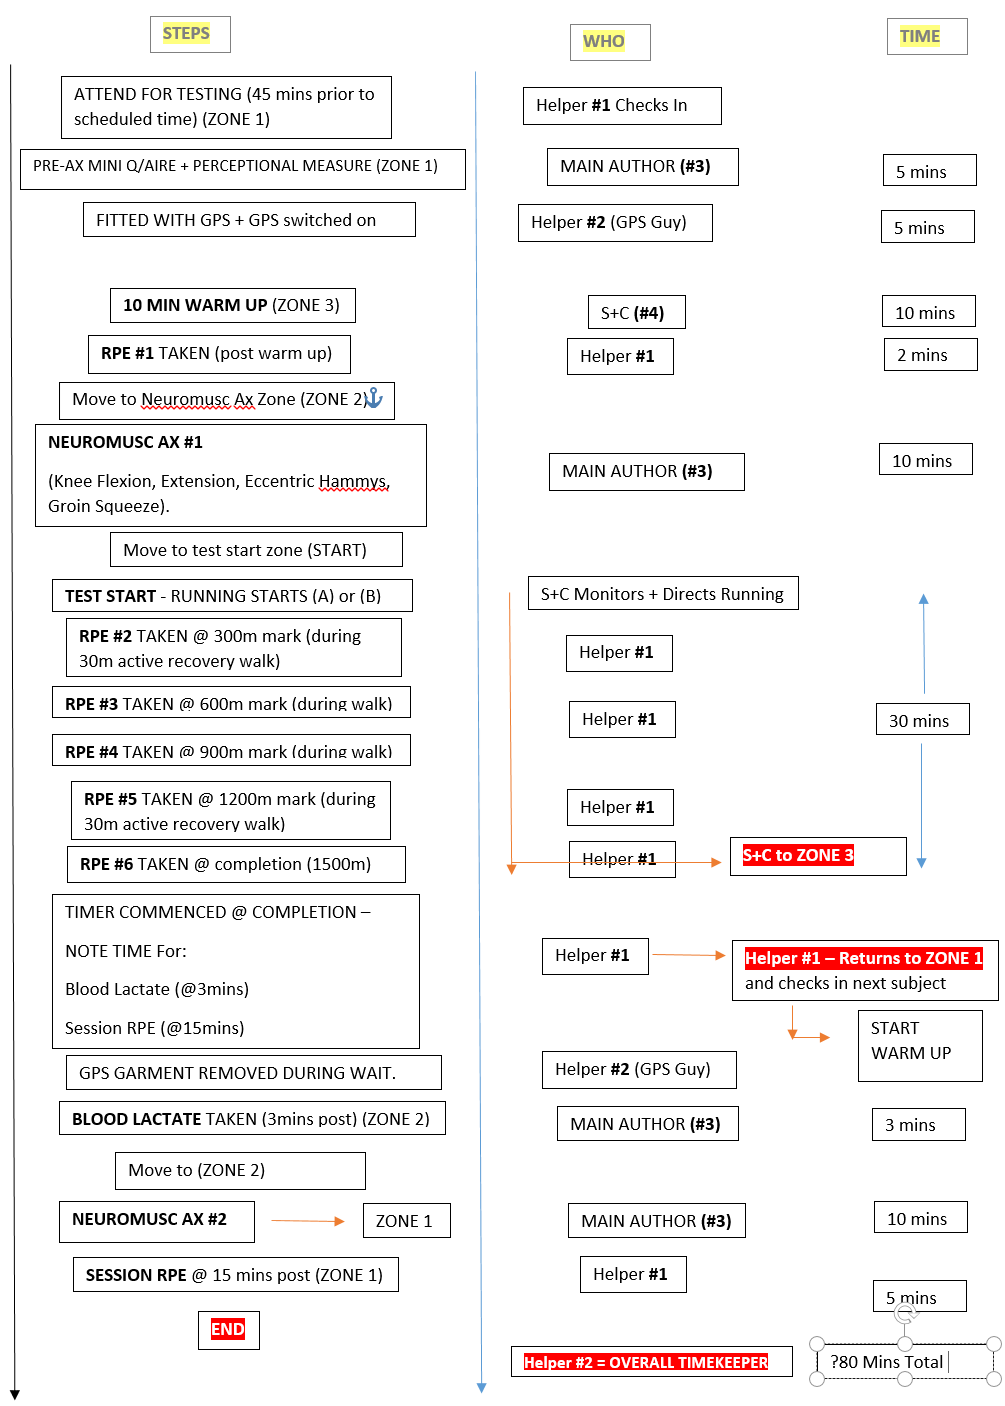 STEPS
WHO
TIME
ATTEND FOR TESTING (45 mins prior to
scheduled time) (ZONE 1)
Helper #1 Checks In
PRE-AX MINI Q/AIRE + PERCEPTIONAL MEASURE (ZONE 1)
MAIN AUTHOR (#3)
5 mins
FITTED WITH GPS + GPS switched on
Helper #2 (GPS Guy)
5 mins
10 MIN WARM UP (ZONE 3)
S+C (#4)
10 mins
RPE #1 TAKEN (post warm up)
Helper #1
2 mins
Move to Neuromusc Ax Zone (ZONE 2)
NEUROMUSC AX #1
(Knee Flexion, Extension, Eccentric Hammys,
Groin Squeeze).
MAIN AUTHOR (#3)
10 mins
Move to test start zone (START)
TEST START - RUNNING STARTS (A) or (B)
S+C Monitors + Directs Running
RPE #2 TAKEN @ 300m mark (during
30m active recovery walk)
Helper #1
RPE #3 TAKEN @ 600m mark (during walk)
Helper #1
30 mins
RPE #4 TAKEN @ 900m mark (during walk)
RPE #5 TAKEN @ 1200m mark (during
30m active recovery walk)
Helper #1
RPE #6 TAKEN @ completion (1500m)
Helper #1
S+C to ZONE 3
TIMER COMMENCED @ COMPLETION –
NOTE TIME For:
Blood Lactate (@3mins)
Session RPE (@15mins)
Helper #1
Helper #1 – Returns to ZONE 1
and checks in next subject
START
WARM UP
GPS GARMENT REMOVED DURING WAIT.
Helper #2 (GPS Guy)
BLOOD LACTATE TAKEN (3mins post) (ZONE 2)
MAIN AUTHOR (#3)
3 mins
Move to (ZONE 2)
NEUROMUSC AX #2
ZONE 1
MAIN AUTHOR (#3)
10 mins
SESSION RPE @ 15 mins post (ZONE 1)
Helper #1
5 mins
END
Helper #2 = OVERALL TIMEKEEPER
?80 Mins Total